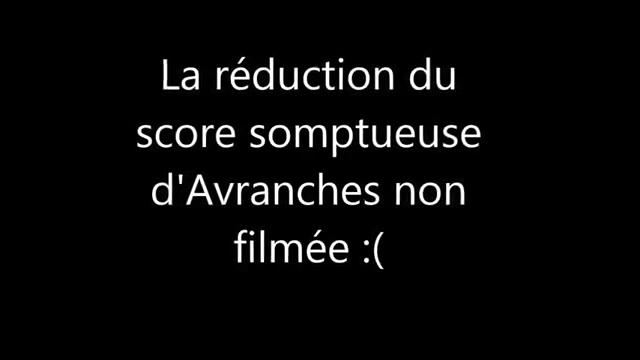 La réduction du
score somptueuse
d'Avranches non
filmée :(